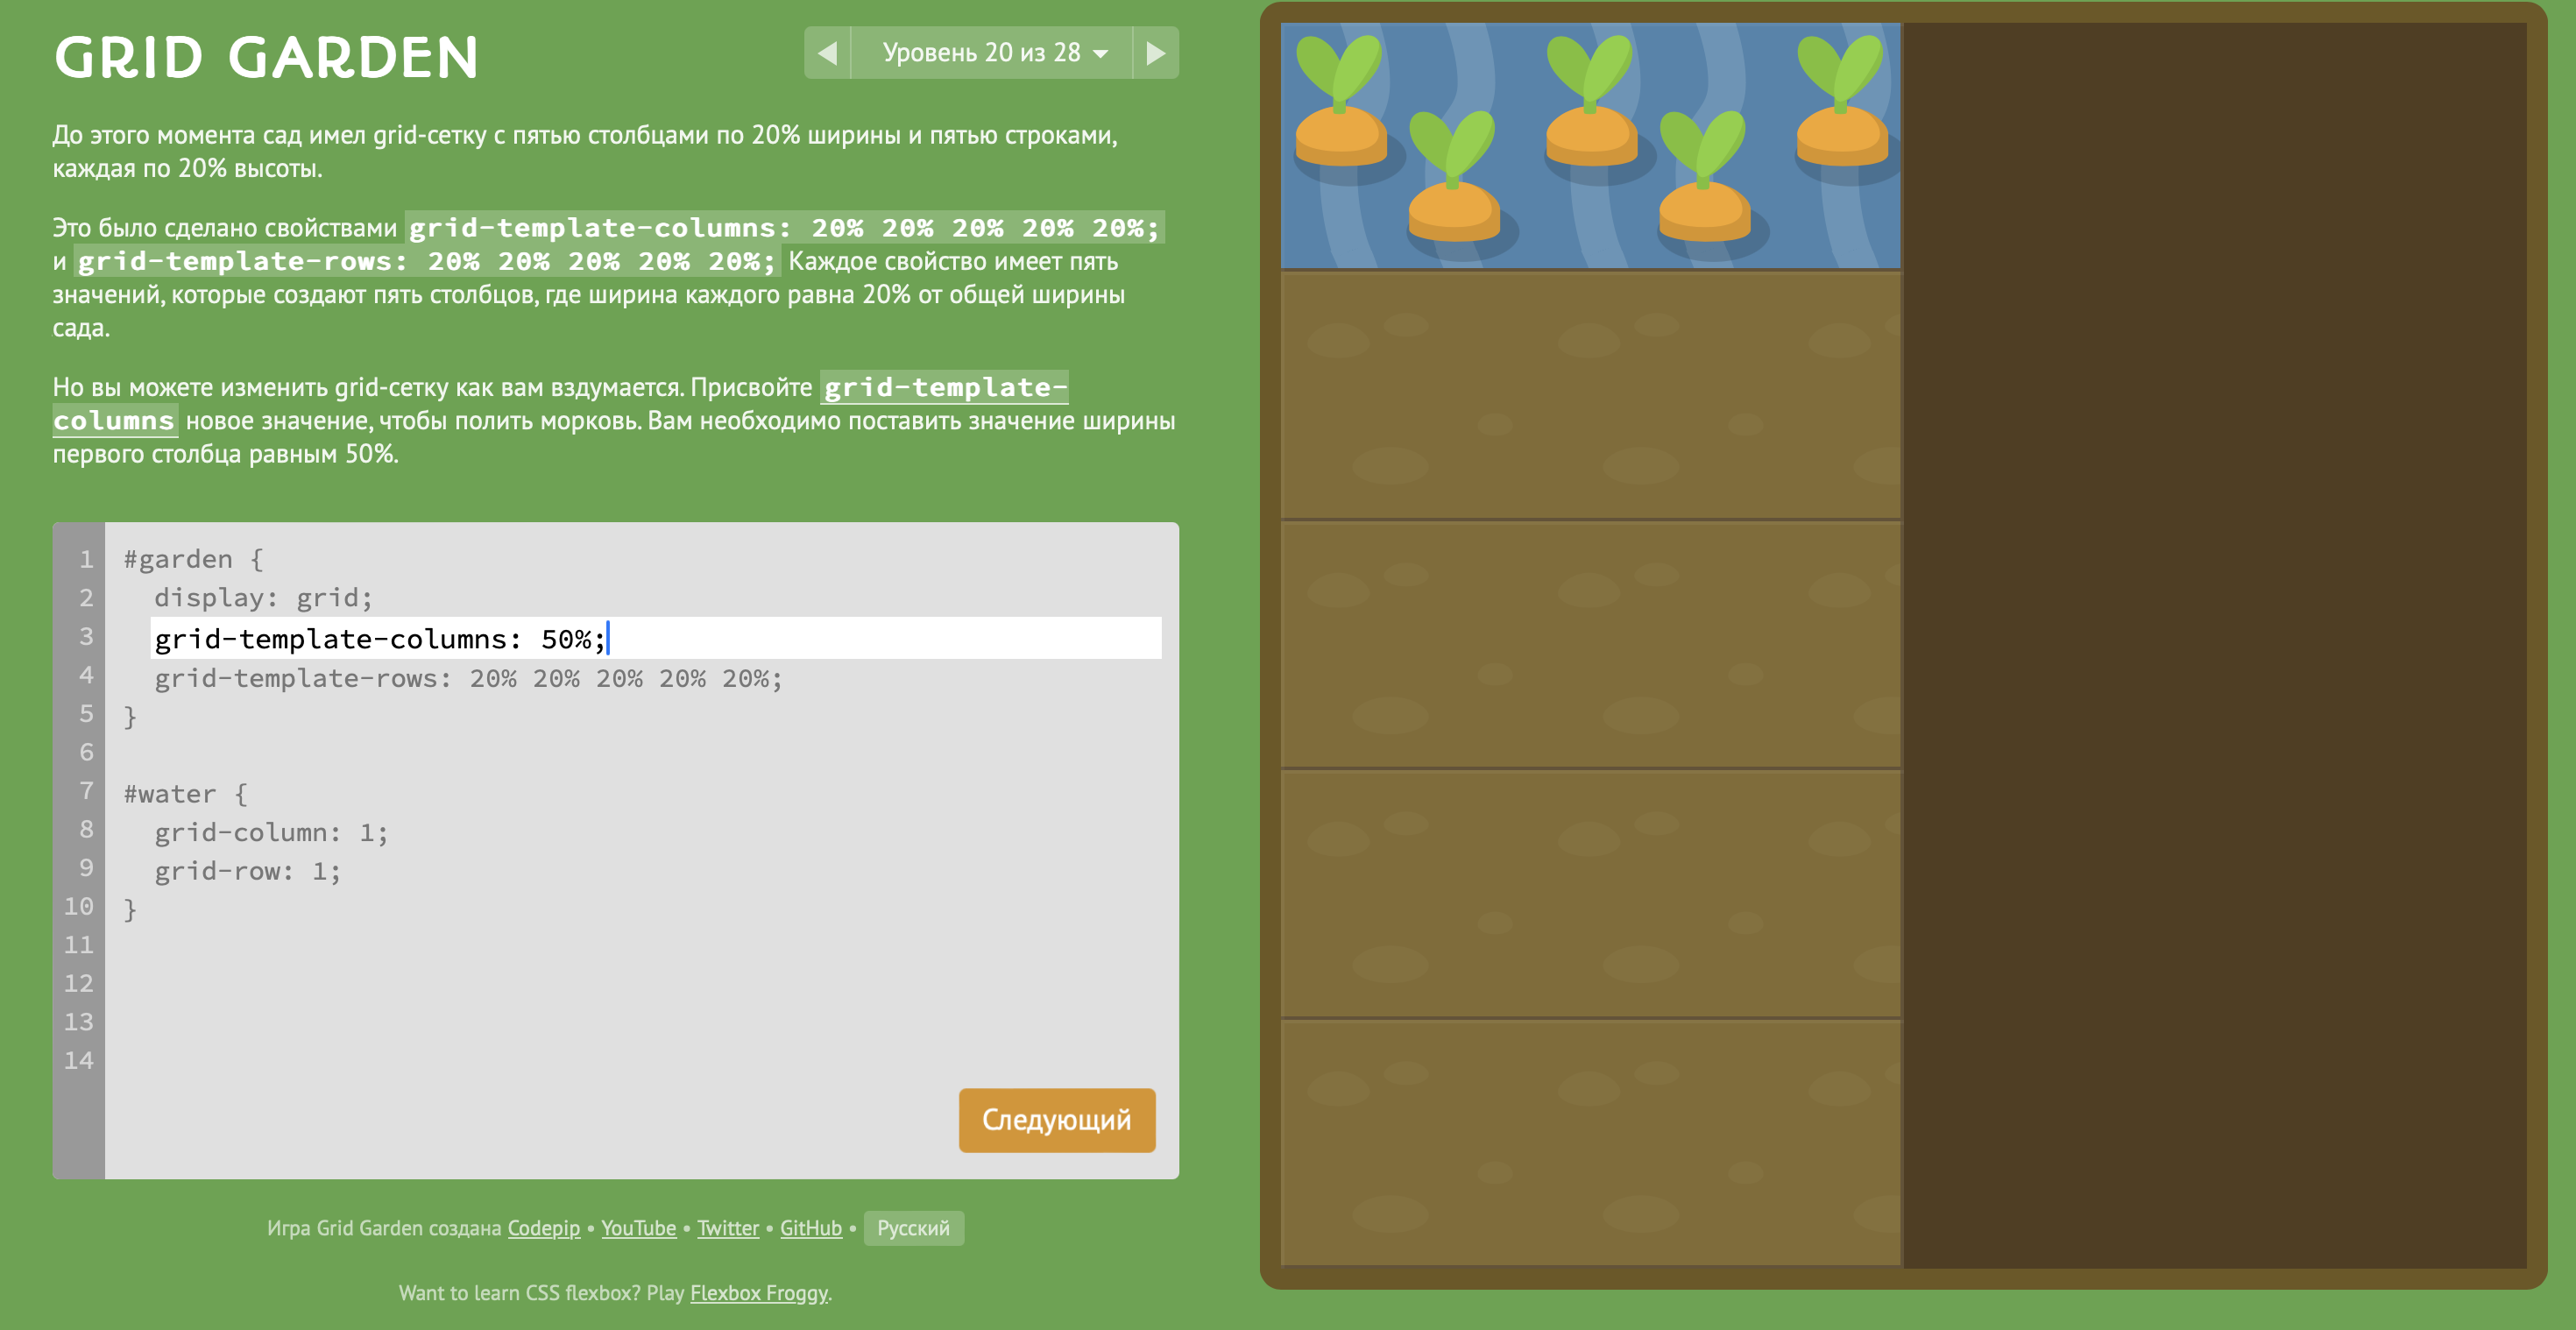 GRID GARDEN
Уровень 20 из 28
До этого момента сад имел grid-сетку с пятью столбцами по 20% ширины и пятью строками,
каждая по 20% высоты.
Это было сделано свойствами grid-template-columns: 20% 20% 20% 20% 20%;
и grid-template-rows: 20% 20% 20% 20% 20%; Каждое свойство имеет пять
значений, которые создают пять столбцов, где ширина каждого равна 20% от общей ширины
сада.
Но вы можете изменить grid-сетку как вам вздумается. Присвойте grid-template-
columns новое значение, чтобы полить морковь. Вам необходимо поставить значение ширины
первого столбца равным 50%.
1 #garden {
2 display: grid;
3 grid-template-columns: 50%;
4 grid-template-rows: 20% 20% 20% 20% 20%;
5 }
6
7 #water {
8 grid-column: 1;
9 grid-row: 1;
10 }
11
12
13
14
Следующий
Игра Grid Garden создана Codepip • YouTube • Twitter • GitHub • Русский
Want to learn CSS flexbox? Play Flexbox Froggy.